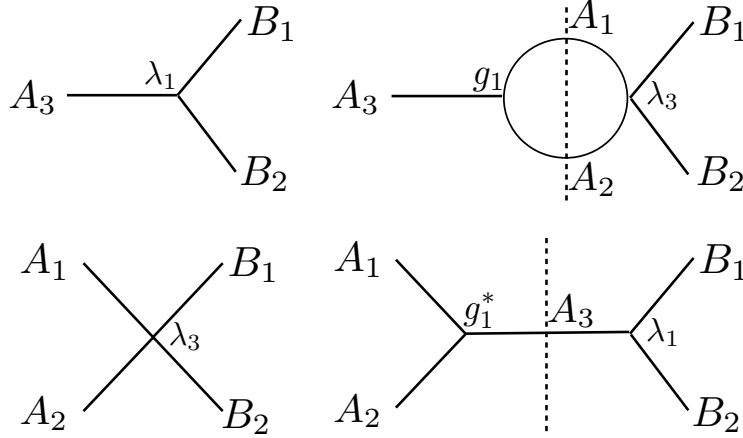 B₁
λ₁
A₃
B₂
A₁
B₁
g₁
A₃
λ₃
A₂
B₂
A₁
B₁
λ₃
A₂
B₂
A₁
B₁
g₁*
A₃
λ₁
A₂
B₂